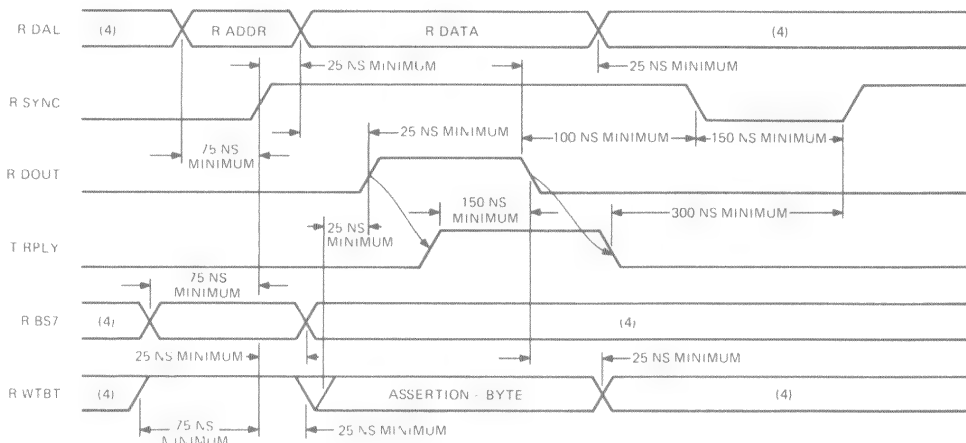 R DAL (4) R ADDR R DATA (4)
25 NS MINIMUM 25 NS MINIMUM
R SYNC
25 NS MINIMUM 100 NS MINIMUM 150 NS MINIMUM
75 NS
MINIMUM
R DOUT
150 NS
MINIMUM
300 NS MINIMUM
25 NS
MINIMUM
T RPLY
75 NS
MINIMUM
R BS7 (4) (4)
25 NS MINIMUM 25 NS MINIMUM
R WTBT (4) ASSERTION - BYTE (4)
75 NS
MINIMUM
25 NS MINIMUM